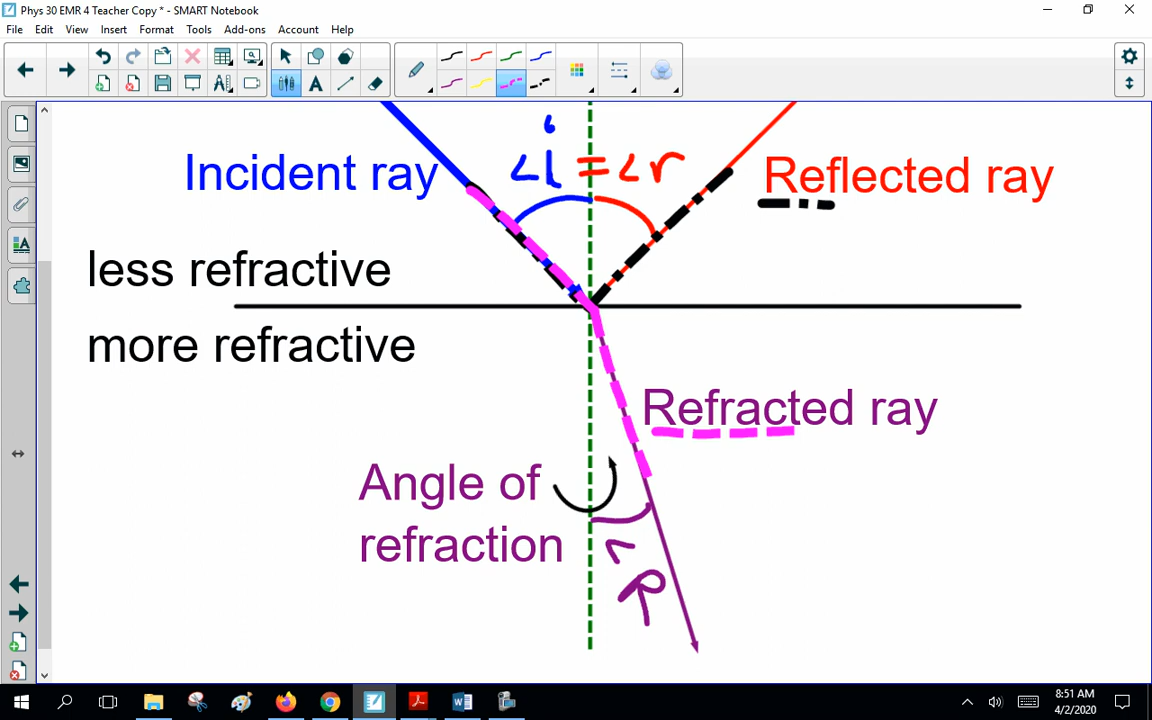 Phys 30 EMR 4 Teacher Copy * - SMART Notebook
File Edit View Insert Format Tools Add-ons Account Help
Incident ray
∠i = ∠r
Reflected ray
less refractive
more refractive
Refracted ray
Angle of
refraction
∠R
8:51 AM
4/2/2020